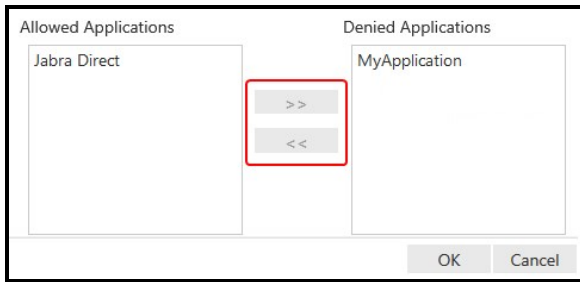 Allowed Applications
Denied Applications
Jabra Direct
MyApplication
>>
<<
OK
Cancel